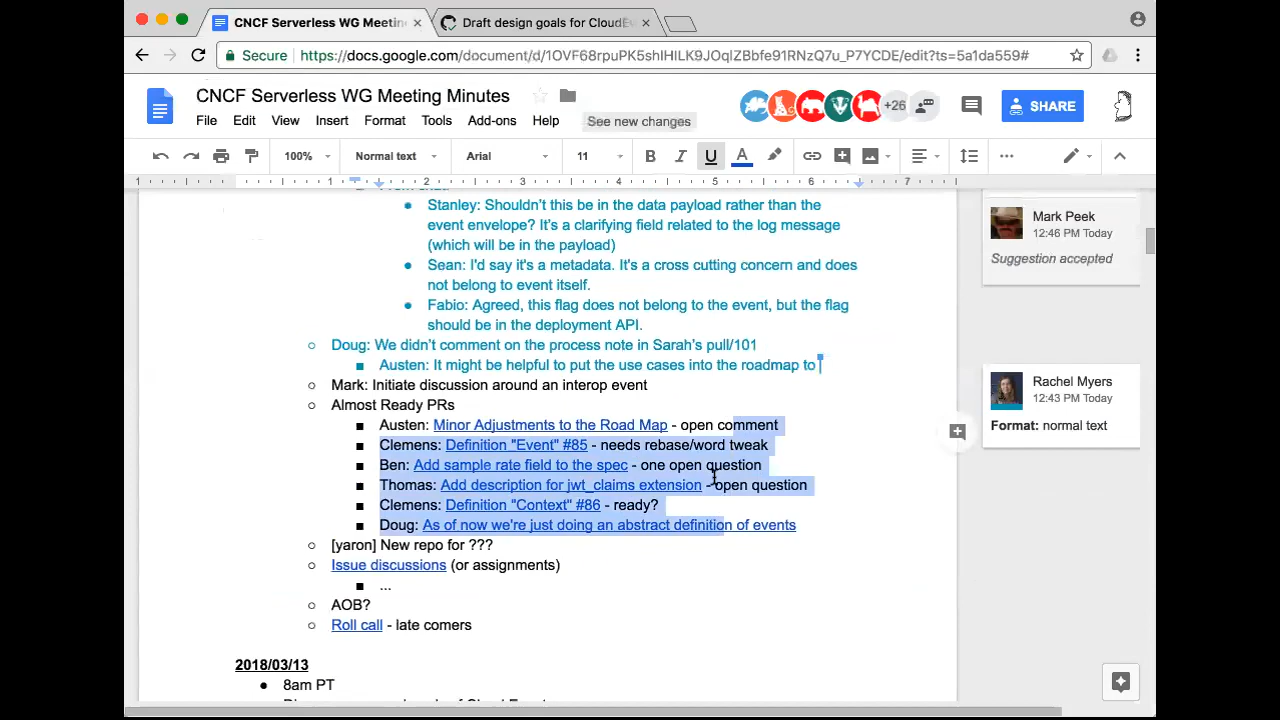 CNCF Serverless WG Meetin
Draft design goals for CloudEv
Secure
https://docs.google.com/document/d/1OVF68rpuPK5shIHILK9JOqlZBbfe91RNzQ7u_P7YCDE/edit?ts=5a1da559#
CNCF Serverless WG Meeting Minutes
+26
SHARE
File Edit View Insert Format Tools Add-ons Help See new changes
100% Normal text Arial 11 B I U A
1 1 2 3 4 5 6 7
Stanley: Shouldn't this be in the data payload rather than the
event envelope? It's a clarifying field related to the log message
(which will be in the payload)
Sean: I'd say it's a metadata. It's a cross cutting concern and does
not belong to event itself.
Fabio: Agreed, this flag does not belong to the event, but the flag
should be in the deployment API.
Doug: We didn't comment on the process note in Sarah's pull/101
Austen: It might be helpful to put the use cases into the roadmap to
Mark: Initiate discussion around an interop event
Almost Ready PRs
Austen: Minor Adjustments to the Road Map - open comment
Clemens: Definition "Event" #85 - needs rebase/word tweak
Ben: Add sample rate field to the spec - one open question
Thomas: Add description for jwt_claims extension - open question
Clemens: Definition "Context" #86 - ready?
Doug: As of now we're just doing an abstract definition of events
[yaron] New repo for ???
Issue discussions (or assignments)
...
AOB?
Roll call - late comers
2018/03/13
8am PT
Mark Peek
12:46 PM Today
Suggestion accepted
Rachel Myers
12:43 PM Today
Format: normal text